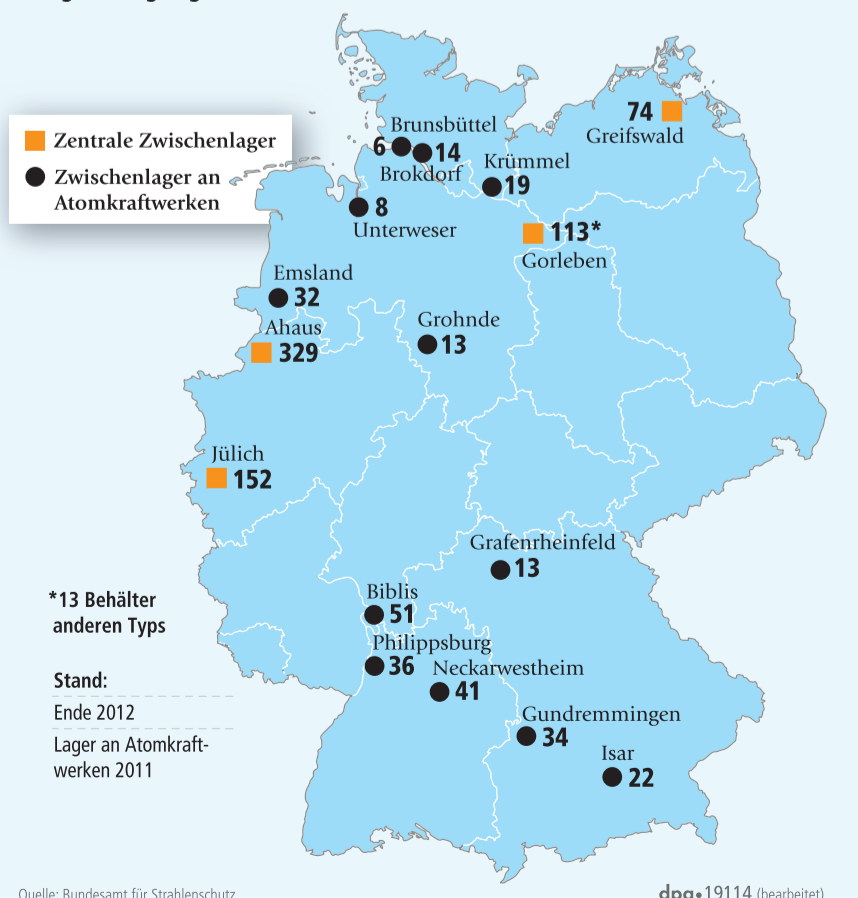 74
Greifswald
Zentrale Zwischenlager
Zwischenlager an
Atomkraftwerken
Brunsbüttel
6
14
Brokdorf
Krümmel
19
8
Unterweser
113*
Gorleben
Emsland
32
Ahaus
329
Grohnde
13
Jülich
152
Grafenrheinfeld
13
*13 Behälter
anderen Typs
Biblis
51
Philippsburg
36
Neckarwestheim
41
Stand:
Ende 2012
Lager an Atomkraft-
werken 2011
Gundremmingen
34
Isar
22
Quelle: Bundesamt für Strahlenschutz
dpa•19114 (bearbeitet)